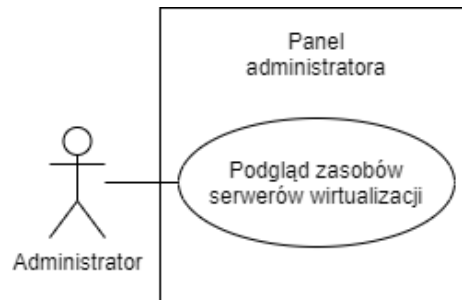 Panel
administratora
Podgląd zasobów
serwerów wirtualizacji
Administrator